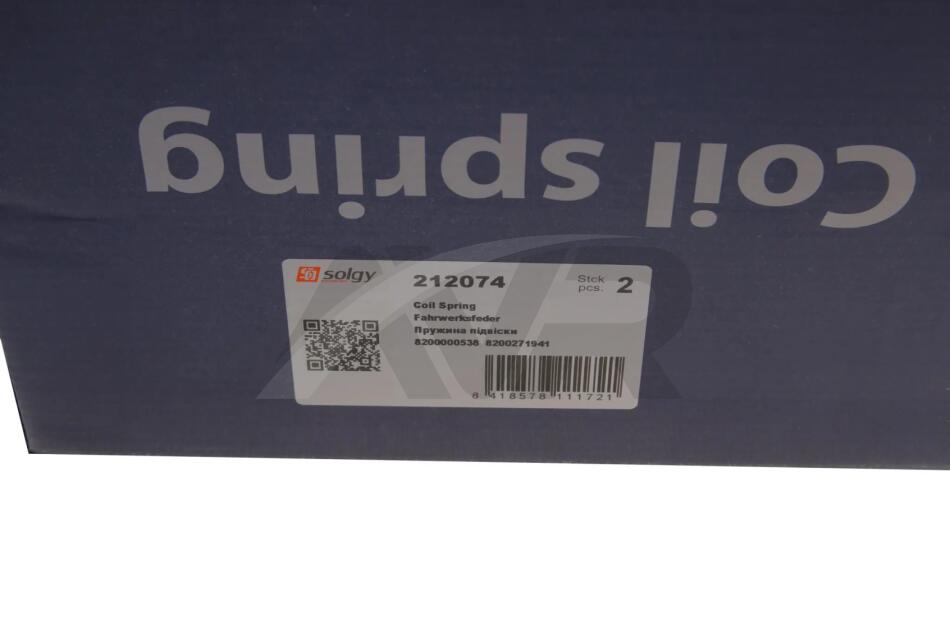 Coil spring
solgy
212074
Stck
pcs. 2
Coil Spring
Fahrwerksfeder
Пружина підвіски
8200000538 8200271941
8 418578 111721